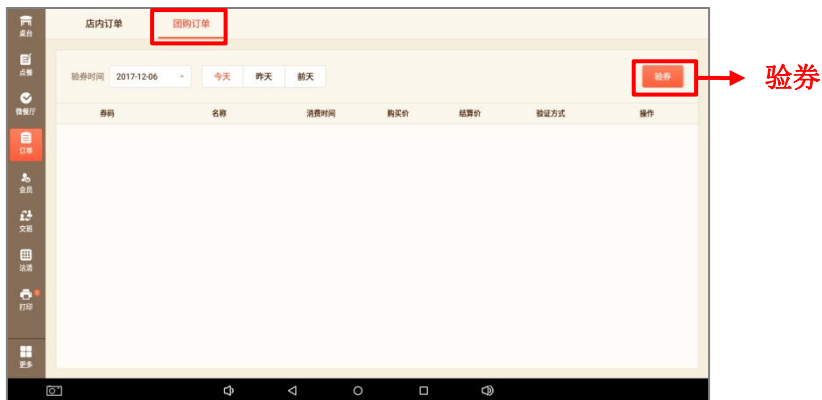 桌台
店内订单 团购订单
点餐
验券时间 2017-12-06 今天 昨天 前天 验券
验券
微餐厅
券码 名称 消费时间 购买价 结算价 验证方式 操作
订单
会员
交班
沽清
打印
更多